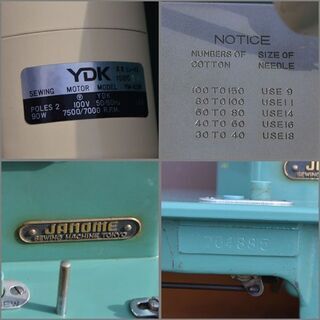 YDK
SEWING MOTOR MODEL
YDK
POLES 2 100V 50-60Hz
90W 7500/7000 R.P.M.
NOTICE
NUMBERS OF SIZE OF
COTTON NEEDLE
100 TO 150 USE 9
80 TO 100 USE 11
60 TO 80 USE 14
40 TO 60 USE 16
30 TO 40 USE 18
JANOME
SEWING MACHINE TOKYO